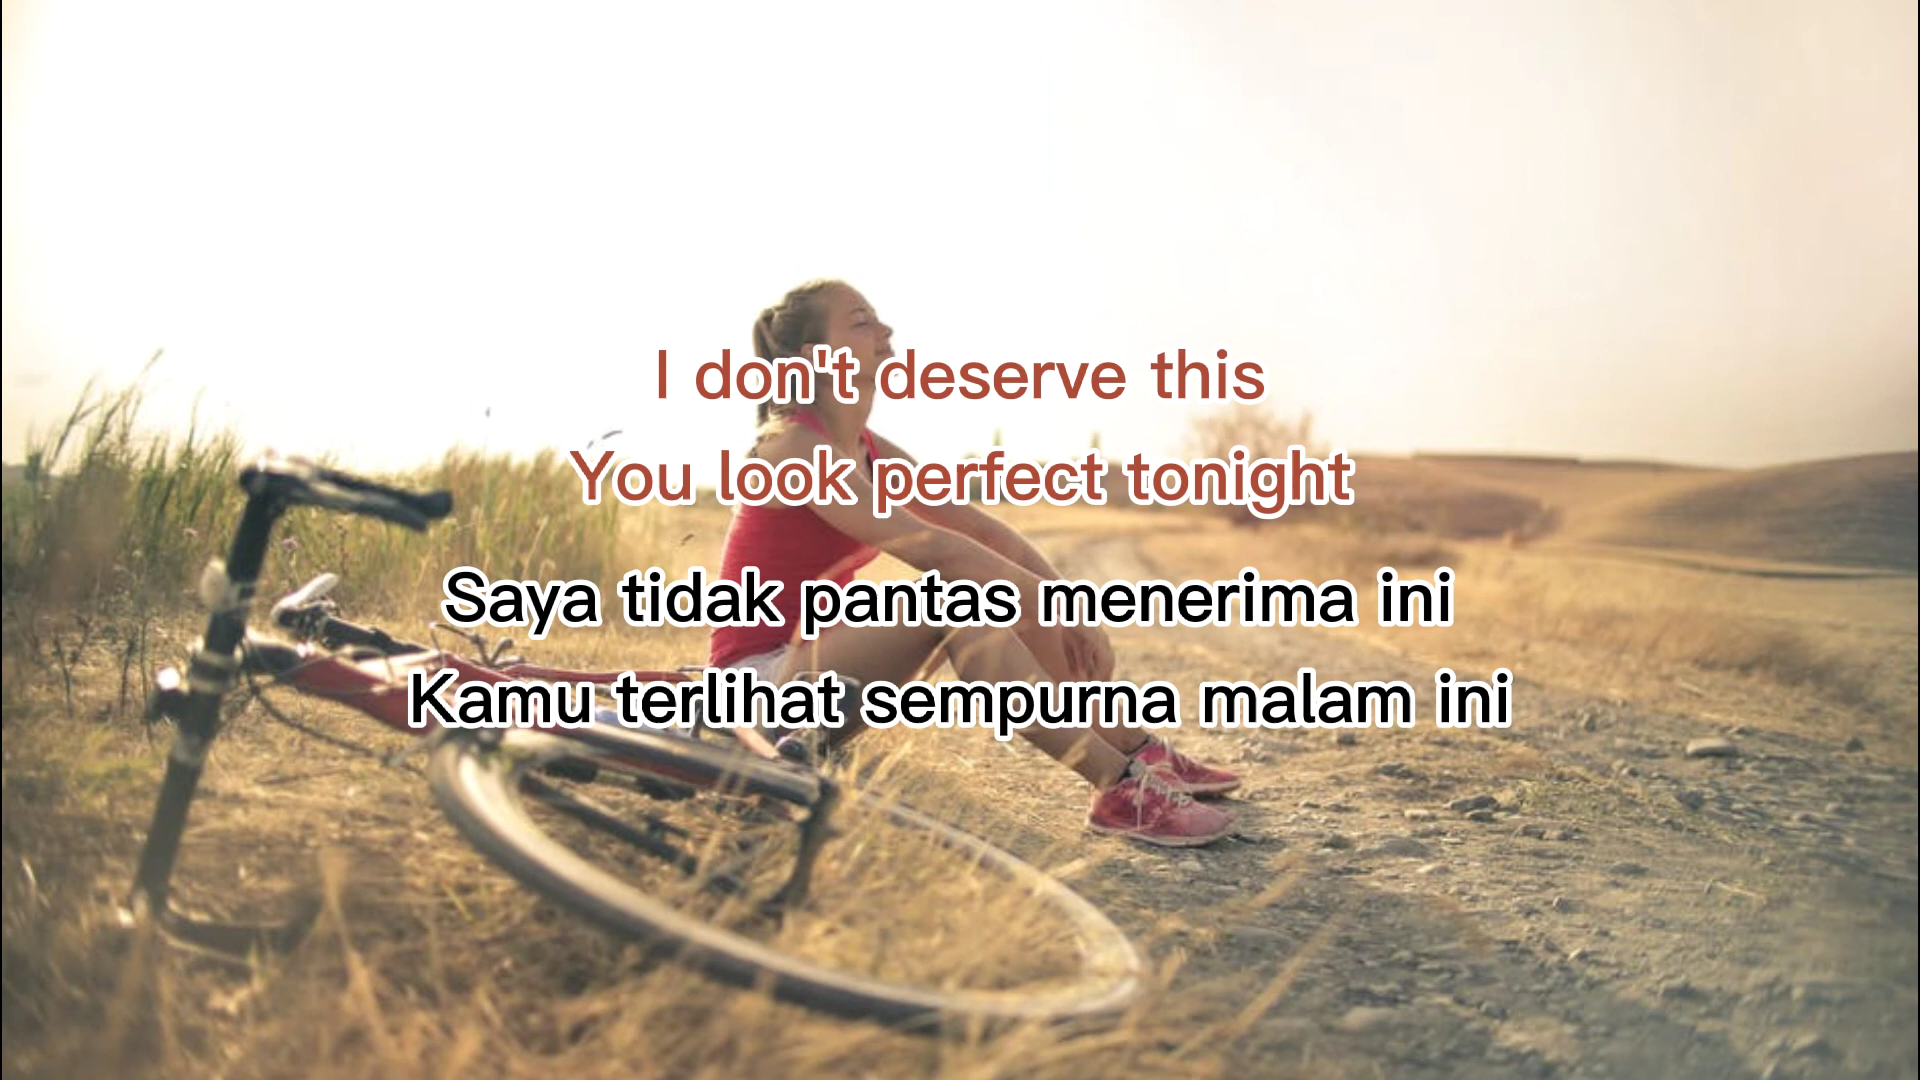 I don't deserve this
You look perfect tonight
Saya tidak pantas menerima ini
Kamu terlihat sempurna malam ini